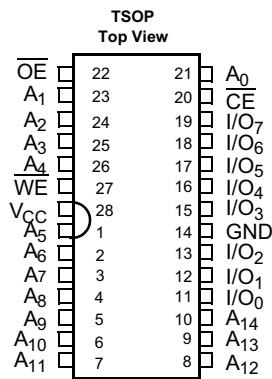 TSOP
Top View
OE 22 21 A0
A1 23 20 CE
A2 24 19 I/O7
A3 25 18 I/O6
A4 26 17 I/O5
WE 27 16 I/O4
VCC 28 15 I/O3
A5 1 14 GND
A6 2 13 I/O2
A7 3 12 I/O1
A8 4 11 I/O0
A9 5 10 A14
A10 6 9 A13
A11 7 8 A12